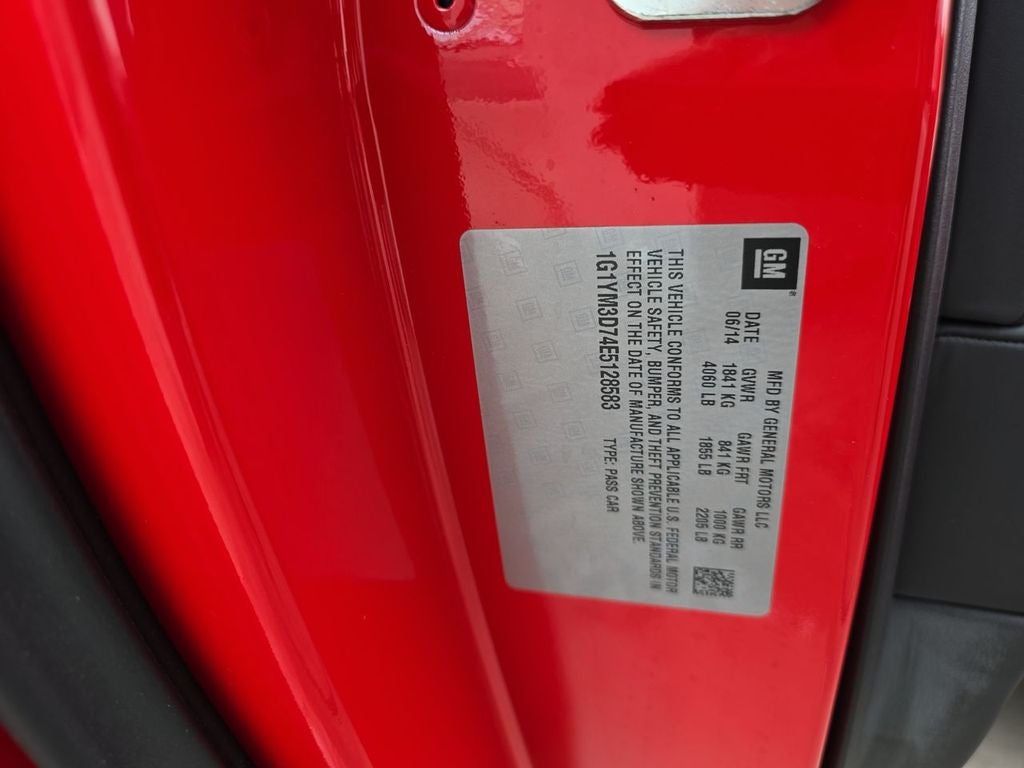 GM®
MFD BY GENERAL MOTORS LLC
DATE GVWR GAWR FRT GAWR RR
06/14 1841 KG 841 KG 1000 KG
4060 LB 1855 LB 2205 LB
THIS VEHICLE CONFORMS TO ALL APPLICABLE U.S. FEDERAL MOTOR
VEHICLE SAFETY, BUMPER, AND THEFT PREVENTION STANDARDS IN
EFFECT ON THE DATE OF MANUFACTURE SHOWN ABOVE.
1G1YM3D74E5128583 TYPE: PASS CAR